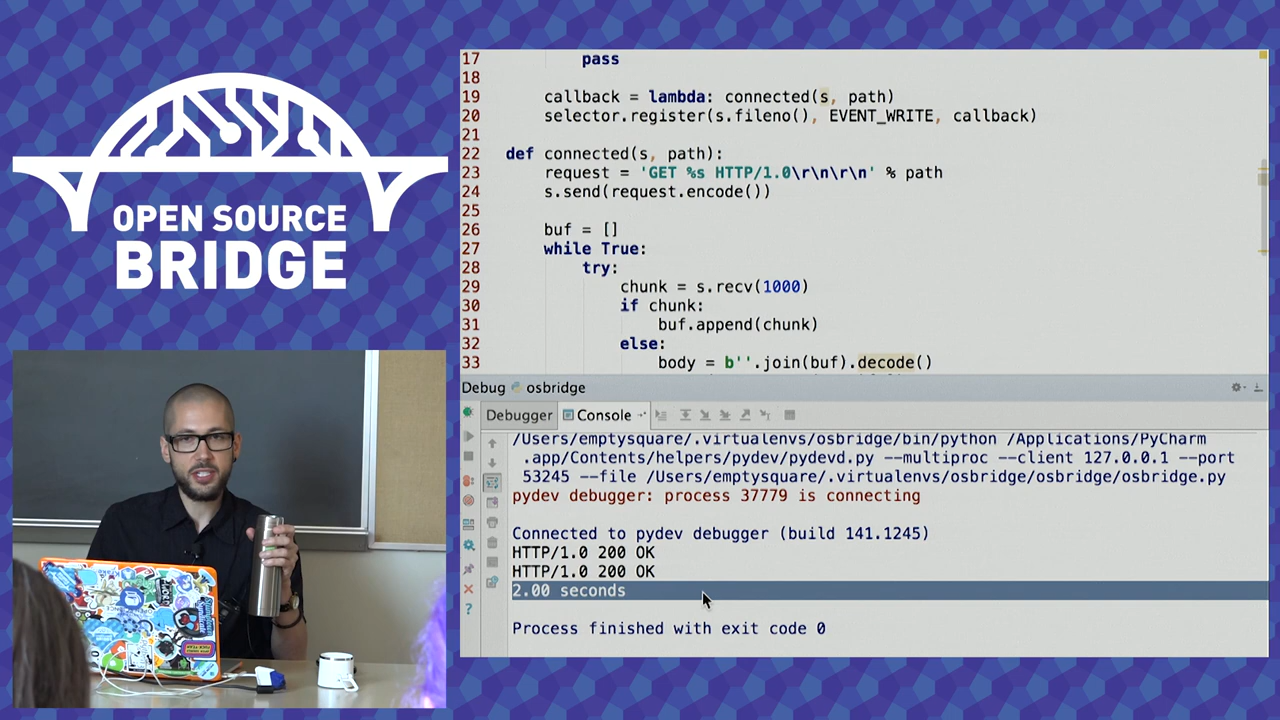 OPEN SOURCE
BRIDGE
17 pass
18
19 callback = lambda: connected(s, path)
20 selector.register(s.fileno(), EVENT_WRITE, callback)
21
22 def connected(s, path):
23 request = 'GET %s HTTP/1.0\r\n\r\n' % path
24 s.send(request.encode())
25
26 buf = []
27 while True:
28 try:
29 chunk = s.recv(1000)
30 if chunk:
31 buf.append(chunk)
32 else:
33 body = b''.join(buf).decode()
Debug osbridge
Debugger Console
/Users/emptysquare/.virtualenvs/osbridge/bin/python /Applications/PyCharm
.app/Contents/helpers/pydev/pydevd.py --multiproc --client 127.0.0.1 --port
53245 --file /Users/emptysquare/.virtualenvs/osbridge/osbridge/osbridge.py
pydev debugger: process 37779 is connecting
Connected to pydev debugger (build 141.1245)
HTTP/1.0 200 OK
HTTP/1.0 200 OK
2.00 seconds
Process finished with exit code 0